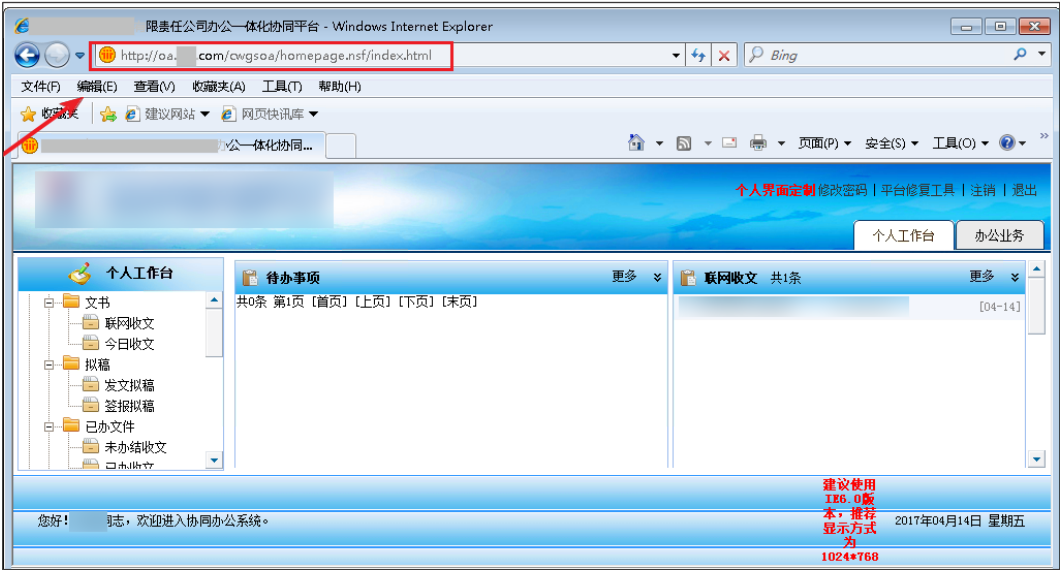 限责任公司办公一体化协同平台 - Windows Internet Explorer
http://oa. .com/cwgsoa/homepage.nsf/index.html
Bing
文件(F) 编辑(E) 查看(V) 收藏夹(A) 工具(T) 帮助(H)
收藏夹 建议网站 网页快讯库
公一体化协同...
页面(P) 安全(S) 工具(O)
个人界面定制 修改密码 | 平台修复工具 | 注销 | 退出
个人工作台 办公业务
个人工作台
文书
联网收文
今日收文
拟稿
发文拟稿
签报拟稿
已办文件
未办结收文
已办收文
待办事项 更多
共0条 第1页 [首页] [上页] [下页] [末页]
联网收文 共1条 更多
[04-14]
您好! 同志，欢迎进入协同办公系统。
建议使用
IE6.0版
本，推荐
显示方式
为
1024*768
2017年04月14日 星期五